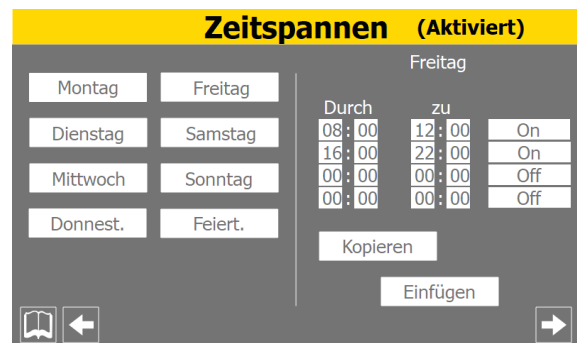 Zeitspannen (Aktiviert)
Montag Freitag
Dienstag Samstag
Mittwoch Sonntag
Donnest. Feiert.
Freitag
Durch zu
08 : 00 12 : 00 On
16 : 00 22 : 00 On
00 : 00 00 : 00 Off
00 : 00 00 : 00 Off
Kopieren
Einfügen